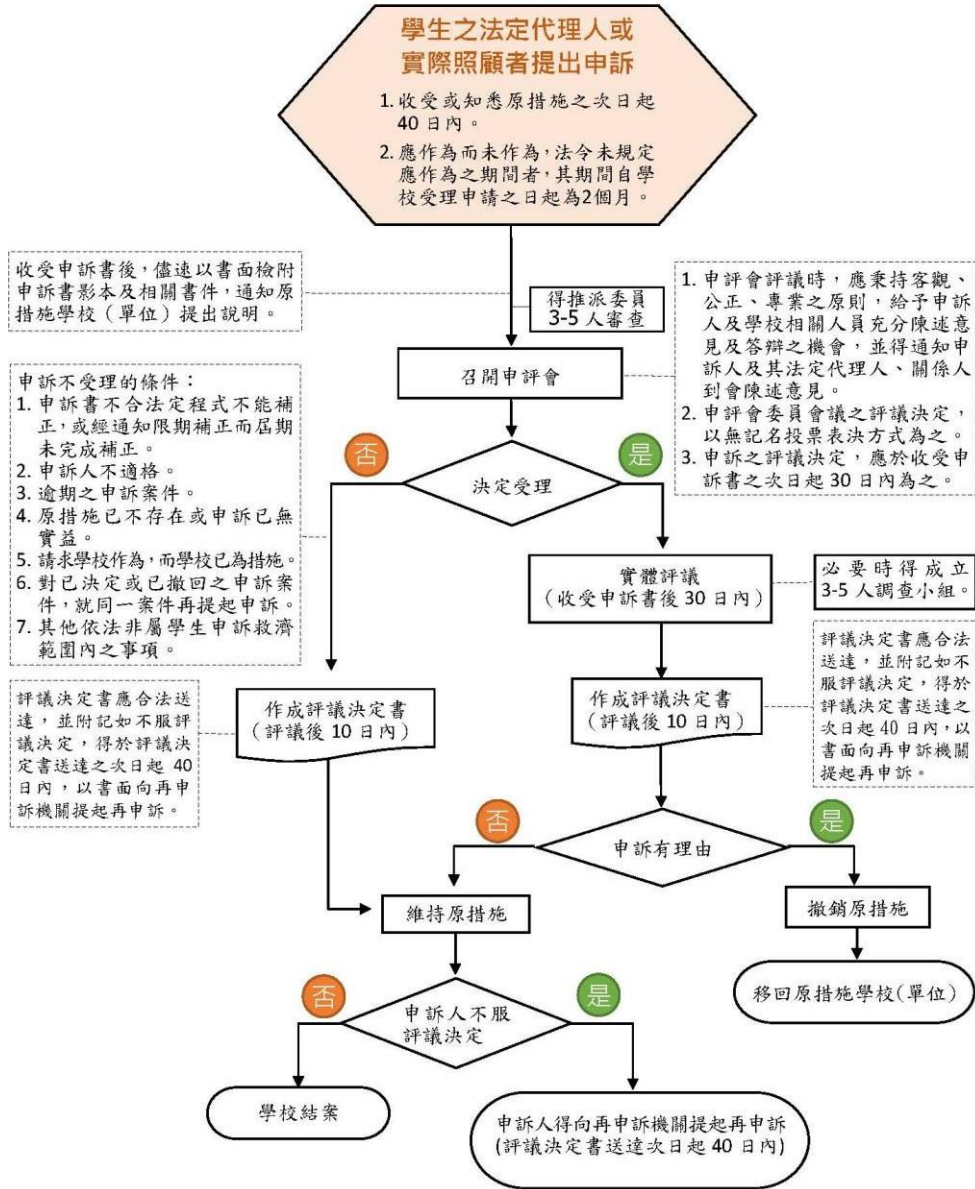 學生之法定代理人或
實際照顧者提出申訴
1. 收受或知悉原措施之次日起
40 日內。
2. 應作為而未作為，法令未規定
應作為之期間者，其期間自學
校受理申請之日起為2個月。
收受申訴書後，儘速以書面檢附
申訴書影本及相關書件，通知原
措施學校（單位）提出說明。
得推派委員
3-5 人審查
1. 申評會評議時，應秉持客觀、
公正、專業之原則，給予申訴
人及學校相關人員充分陳述意
見及答辯之機會，並得通知申
訴人及其法定代理人、關係人
到會陳述意見。
2. 申評會委員會議之評議決定，
以無記名投票表決方式為之。
3. 申訴之評議決定，應於收受申
訴書之次日起 30 日內為之。
召開申評會
申訴不受理的條件：
1. 申訴書不合法定程式不能補
正，或經通知限期補正而屆期
未完成補正。
2. 申訴人不適格。
3. 逾期之申訴案件。
4. 原措施已不存在或申訴已無
實益。
5. 請求學校作為，而學校已為措施。
6. 對已決定或已撤回之申訴案
件，就同一案件再提起申訴。
7. 其他依法非屬學生申訴救濟
範圍內之事項。
否
是
決定受理
實體評議
（收受申訴書後 30 日內）
必要時得成立
3-5 人調查小組。
評議決定書應合法送
達，並附記如不服評
議決定，得於評議決
定書送達之次日起 40
日內，以書面向再申
訴機關提起再申訴。
作成評議決定書
（評議後 10 日內）
作成評議決定書
（評議後 10 日內）
評議決定書應合法
送達，並附記如不
服評議決定，得於
評議決定書送達之
次日起 40 日內，以
書面向再申訴機關
提起再申訴。
否
是
申訴有理由
維持原措施
撤銷原措施
移回原措施學校(單位)
否
是
申訴人不服
評議決定
學校結案
申訴人得向再申訴機關提起再申訴
(評議決定書送達次日起 40 日內)